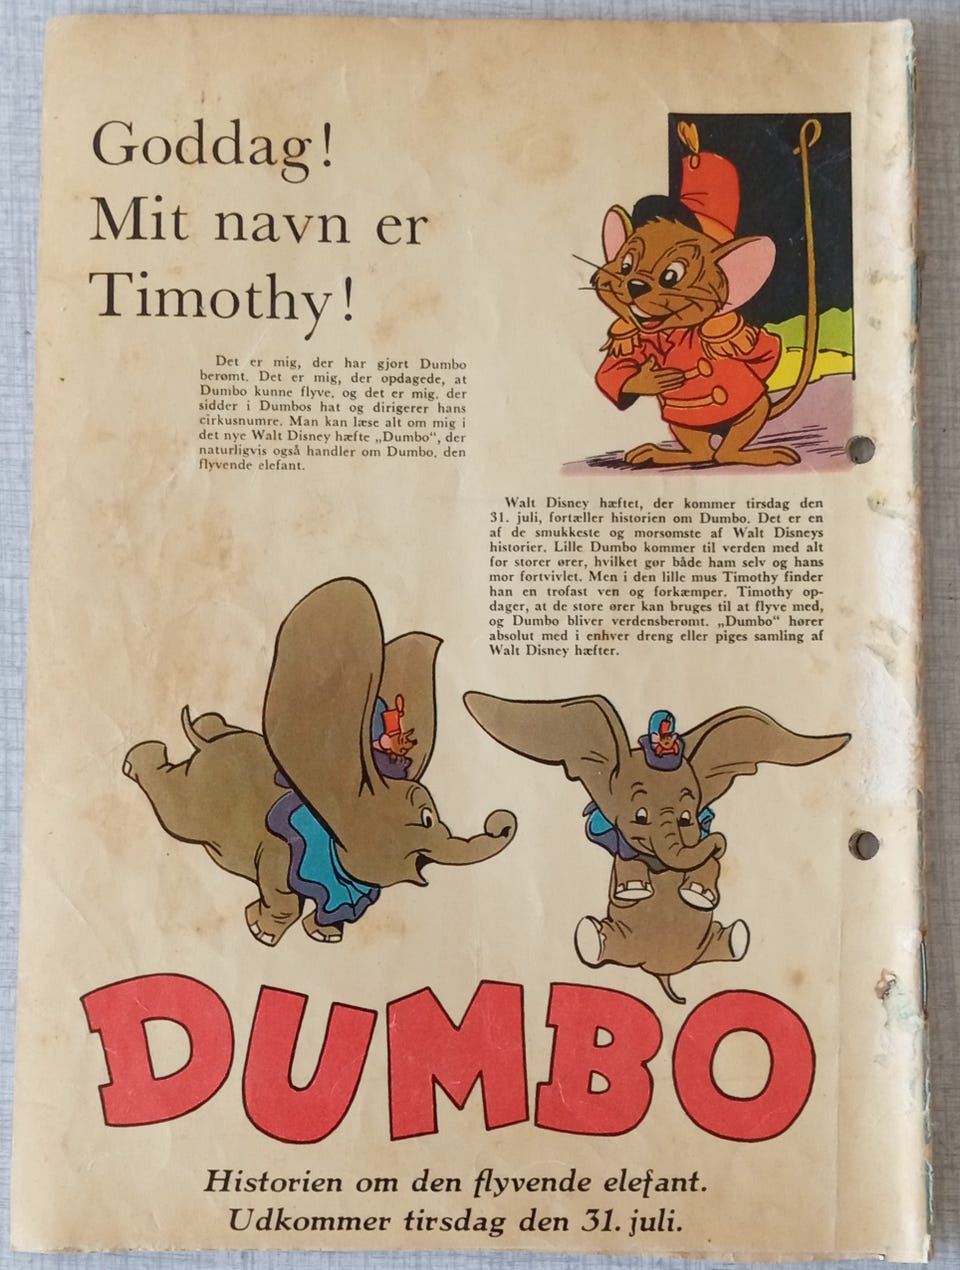 Goddag!
Mit navn er
Timothy!
Det er mig, der har gjort Dumbo
berømt. Det er mig, der opdagede, at
Dumbo kunne flyve, og det er mig, der
sidder i Dumbos hat og dirigerer hans
cirkusnumre. Man kan læse alt om mig i
det nye Walt Disney hæfte „Dumbo“, der
naturligvis også handler om Dumbo, den
flyvende elefant.
Walt Disney hæftet, der kommer tirsdag den
31. juli, fortæller historien om Dumbo. Det er en
af de smukkeste og morsomste af Walt Disneys
historier. Lille Dumbo kommer til verden med alt
for storer ører, hvilket gør både ham selv og hans
mor fortvivlet. Men i den lille mus Timothy finder
han en trofast ven og forkæmper. Timothy op-
dager, at de store ører kan bruges til at flyve med,
og Dumbo bliver verdensberømt. „Dumbo“ hører
absolut med i enhver dreng eller piges samling af
Walt Disney hæfter.
DUMBO
Historien om den flyvende elefant.
Udkommer tirsdag den 31. juli.